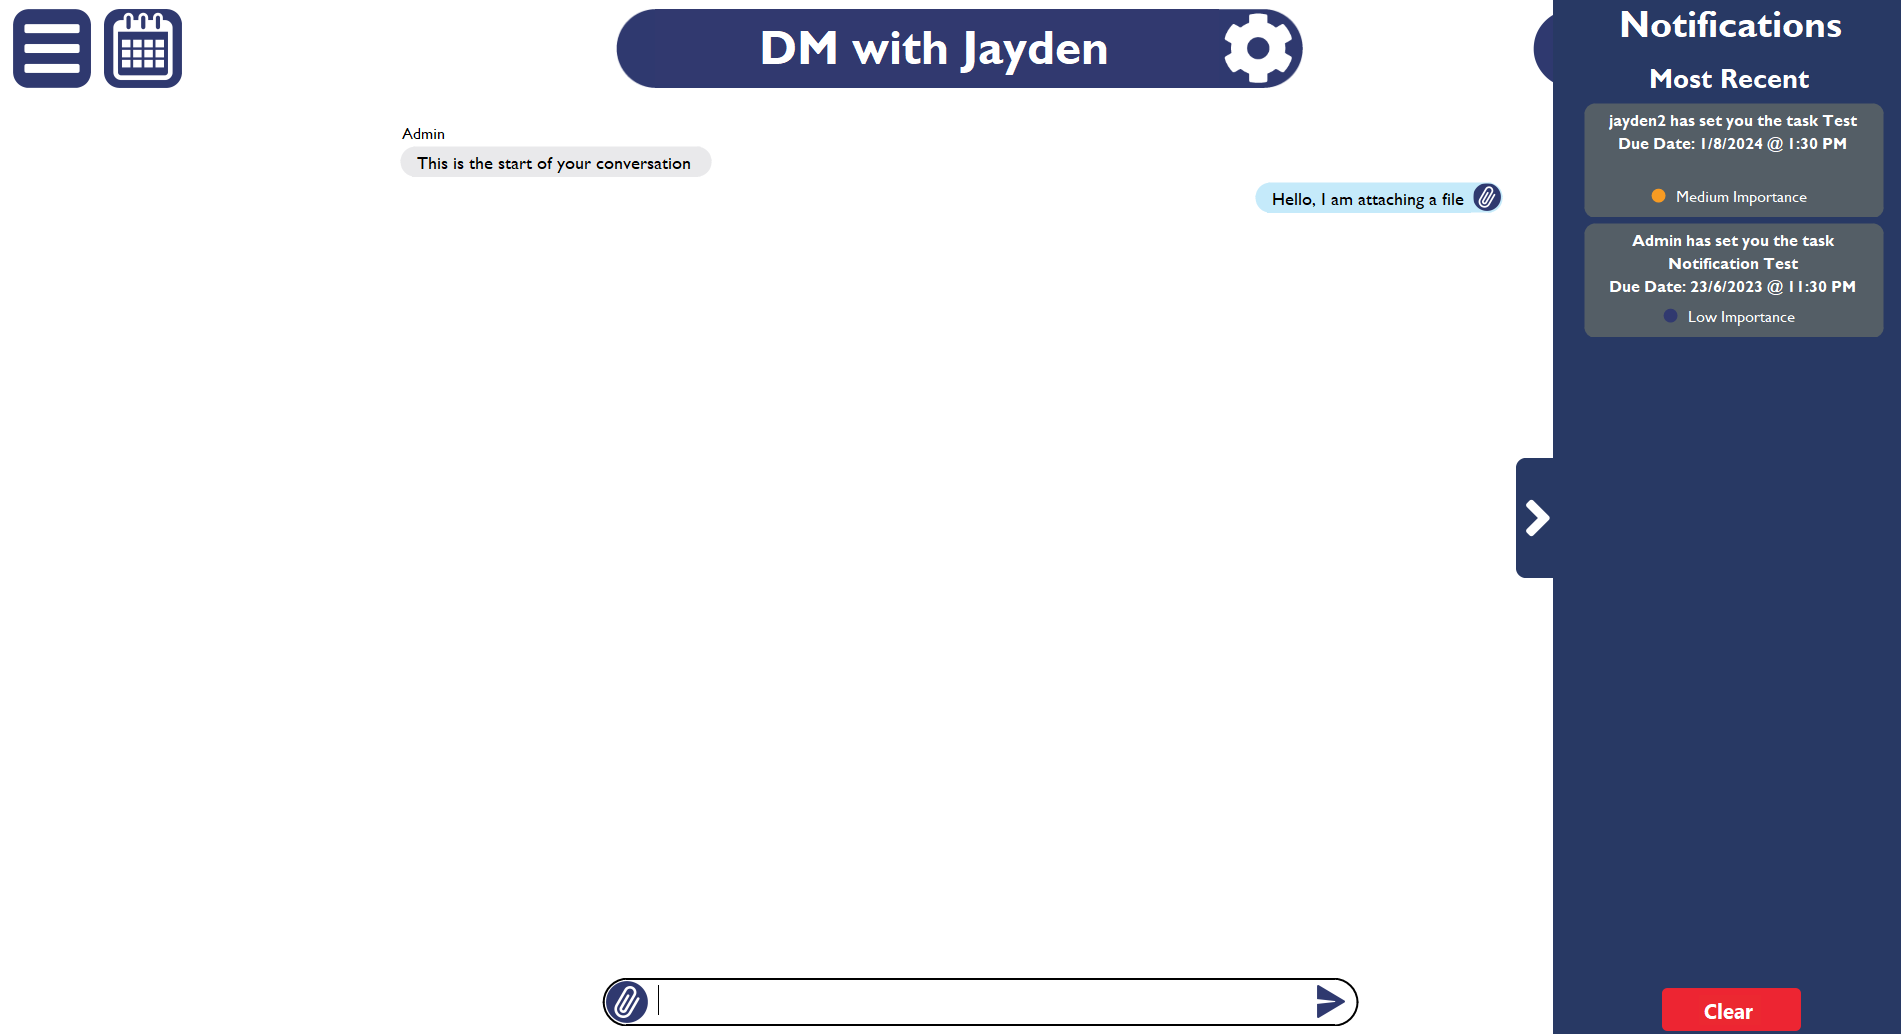 DM with Jayden
Admin
This is the start of your conversation
Hello, I am attaching a file
Notifications
Most Recent
jayden2 has set you the task Test
Due Date: 1/8/2024 @ 1:30 PM
Medium Importance
Admin has set you the task
Notification Test
Due Date: 23/6/2023 @ 11:30 PM
Low Importance
Clear